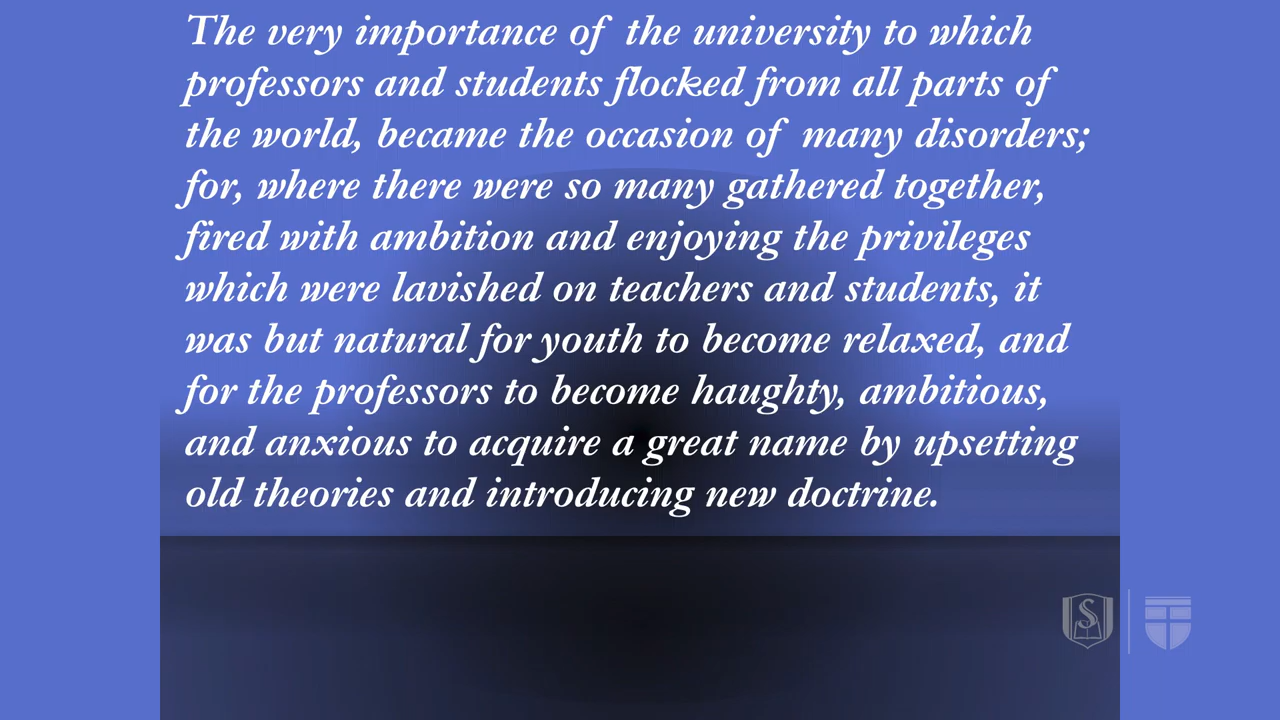 The very importance of the university to which
professors and students flocked from all parts of
the world, became the occasion of many disorders;
for, where there were so many gathered together,
fired with ambition and enjoying the privileges
which were lavished on teachers and students, it
was but natural for youth to become relaxed, and
for the professors to become haughty, ambitious,
and anxious to acquire a great name by upsetting
old theories and introducing new doctrine.
S